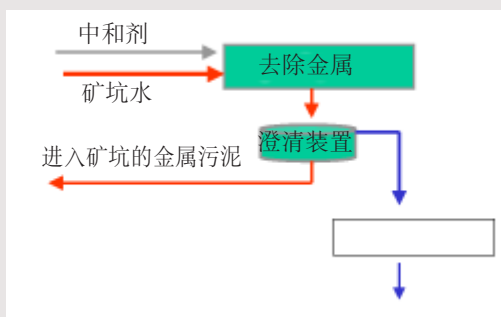 中和剂
去除金属
矿坑水
澄清装置
进入矿坑的金属污泥